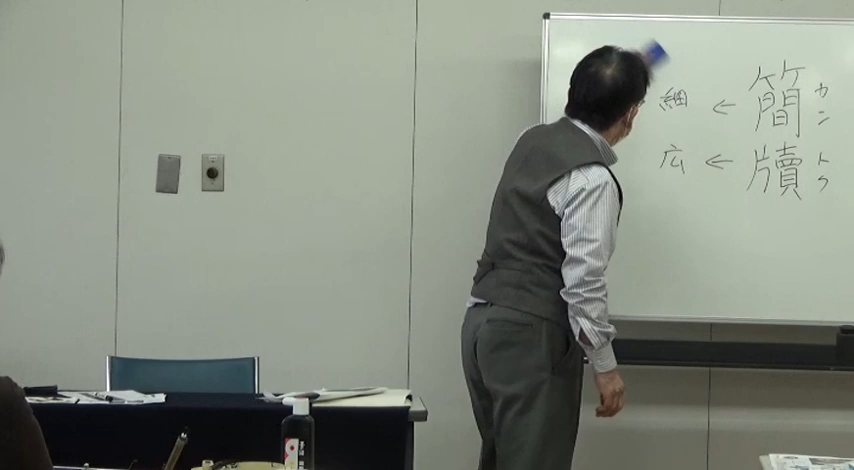 簡 カン
牘 トク
← 細
← 広